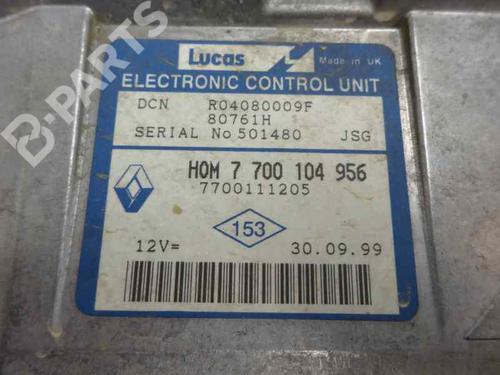 B-PARTS
Lucas Made in UK
ELECTRONIC CONTROL UNIT
DCN R04080009F
80761H
SERIAL No 501480 JSG
HOM 7 700 104 956
7700111205
153
12V= 30.09.99